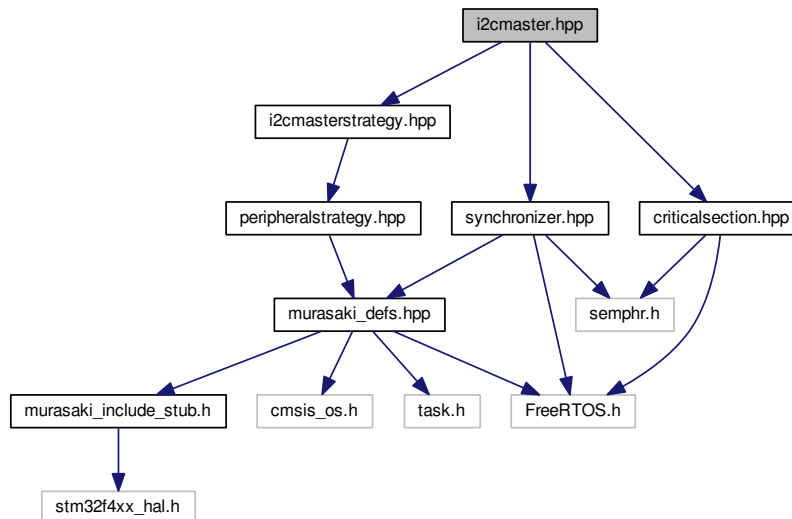 i2cmaster.hpp
i2cmasterstrategy.hpp
peripheralstrategy.hpp
synchronizer.hpp
criticalsection.hpp
murasaki_defs.hpp
semphr.h
murasaki_include_stub.h
cmsis_os.h
task.h
FreeRTOS.h
stm32f4xx_hal.h